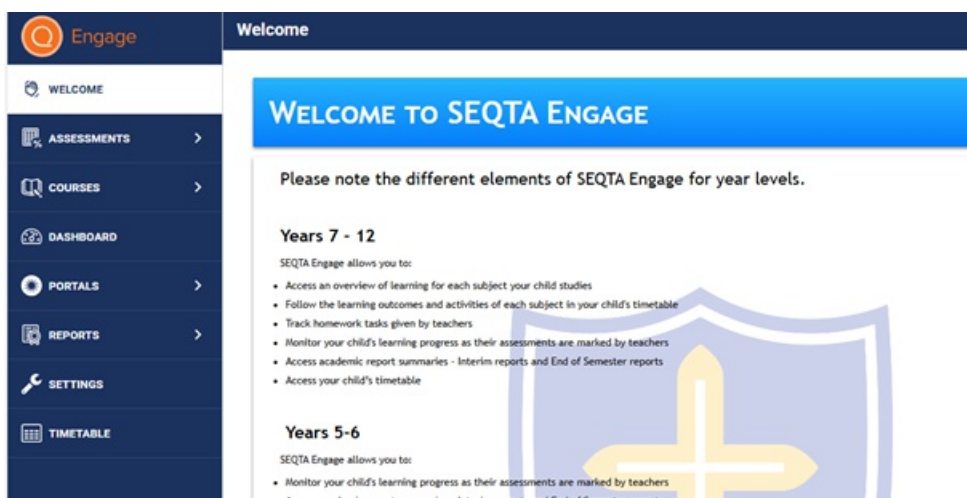 Engage
Welcome
WELCOME
ASSESSMENTS
COURSES
DASHBOARD
PORTALS
REPORTS
SETTINGS
TIMETABLE
WELCOME TO SEQTA ENGAGE
Please note the different elements of SEQTA Engage for year levels.
Years 7 - 12
SEQTA Engage allows you to:
• Access an overview of learning for each subject your child studies
• Follow the learning outcomes and activities of each subject in your child's timetable
• Track homework tasks given by teachers
• Monitor your child's learning progress as their assessments are marked by teachers
• Access academic report summaries - Interim reports and End of Semester reports
• Access your child's timetable
Years 5-6
SEQTA Engage allows you to:
• Monitor your child's learning progress as their assessments are marked by teachers